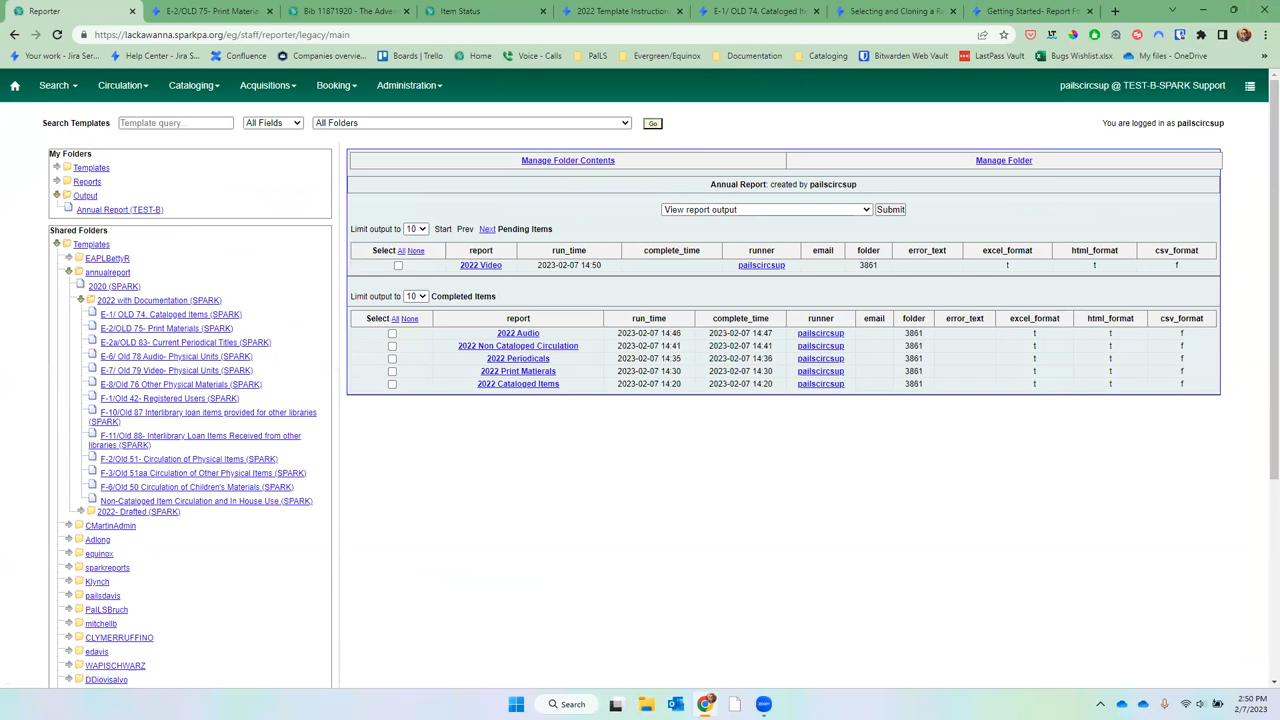 E-2/OLD 75- Print
Bills 11871920 - The Jenk
Item Status
2022 Template Introductio
E-1/ OLD 74. Cataloged Ite
Selecting and Cloning a R
Getting Started: Report Fo
https://lackawanna.sparkpa.org/eg/staff/reporter/legacy/main
Your work - Jira Ser...
Help Center - Jira S...
Confluence
Companies overvie...
Boards | Trello
Voice - Calls
PaILS
Evergreen/Equinox
Documentation
Cataloging
Bitwarden Web Vault
LastPass Vault
Bugs Wishlist.xlsx
My files - OneDrive
Search
Circulation
Cataloging
Acquisitions
Booking
Administration
pailscircsup @ TEST-B-SPARK Support
Search Templates
Template query...
All Fields
All Folders
Go
You are logged in as pailscircsup
My Folders
Templates
Reports
Output
Annual Report (TEST-B)
Shared Folders
Templates
EAPLBettyR
annualreport
2020 (SPARK)
2022 with Documentation (SPARK)
E-1/ OLD 74. Cataloged Items (SPARK)
E-2/OLD 75- Print Materials (SPARK)
E-2a/OLD 83- Current Periodical Titles (SPARK)
E-6/ Old 78 Audio- Physical Units (SPARK)
E-7/ Old 79 Video- Physical Units (SPARK)
E-8/Old 76 Other Physical Materials (SPARK)
F-1/Old 42- Registered Users (SPARK)
F-10/Old 87 Interlibrary loan items provided for other libraries
(SPARK)
F-11/Old 88- Interlibrary Loan Items Received from other
libraries (SPARK)
F-2/Old 51- Circulation of Physical Items (SPARK)
F-3/Old 51aa Circulation of Other Physical Items (SPARK)
F-6/Old 50 Circulation of Children's Materials (SPARK)
Non-Cataloged Item Circulation and In House Use (SPARK)
2022- Drafted (SPARK)
CMartinAdmin
Adlong
equinox
sparkreports
Klynch
pailsdavis
PaILSBruch
mitchellb
CLYMERRUFFINO
edavis
WAPISCHWARZ
DDiovisalvo
Manage Folder Contents
Manage Folder
Annual Report: created by pailscircsup
View report output
Submit
Limit output to 10 Start Prev Next Pending Items
Select All None report run_time complete_time runner email folder error_text excel_format html_format csv_format
2022 Video 2023-02-07 14:50 pailscircsup 3861 t t f
Limit output to 10 Completed Items
Select All None report run_time complete_time runner email folder error_text excel_format html_format csv_format
2022 Audio 2023-02-07 14:46 2023-02-07 14:47 pailscircsup 3861 t t f
2022 Non Cataloged Circulation 2023-02-07 14:41 2023-02-07 14:41 pailscircsup 3861 t t f
2022 Periodicals 2023-02-07 14:35 2023-02-07 14:36 pailscircsup 3861 t t f
2022 Print Matierals 2023-02-07 14:30 2023-02-07 14:30 pailscircsup 3861 t t f
2022 Cataloged Items 2023-02-07 14:20 2023-02-07 14:20 pailscircsup 3861 t t f
Search
2:50 PM
2/7/2023